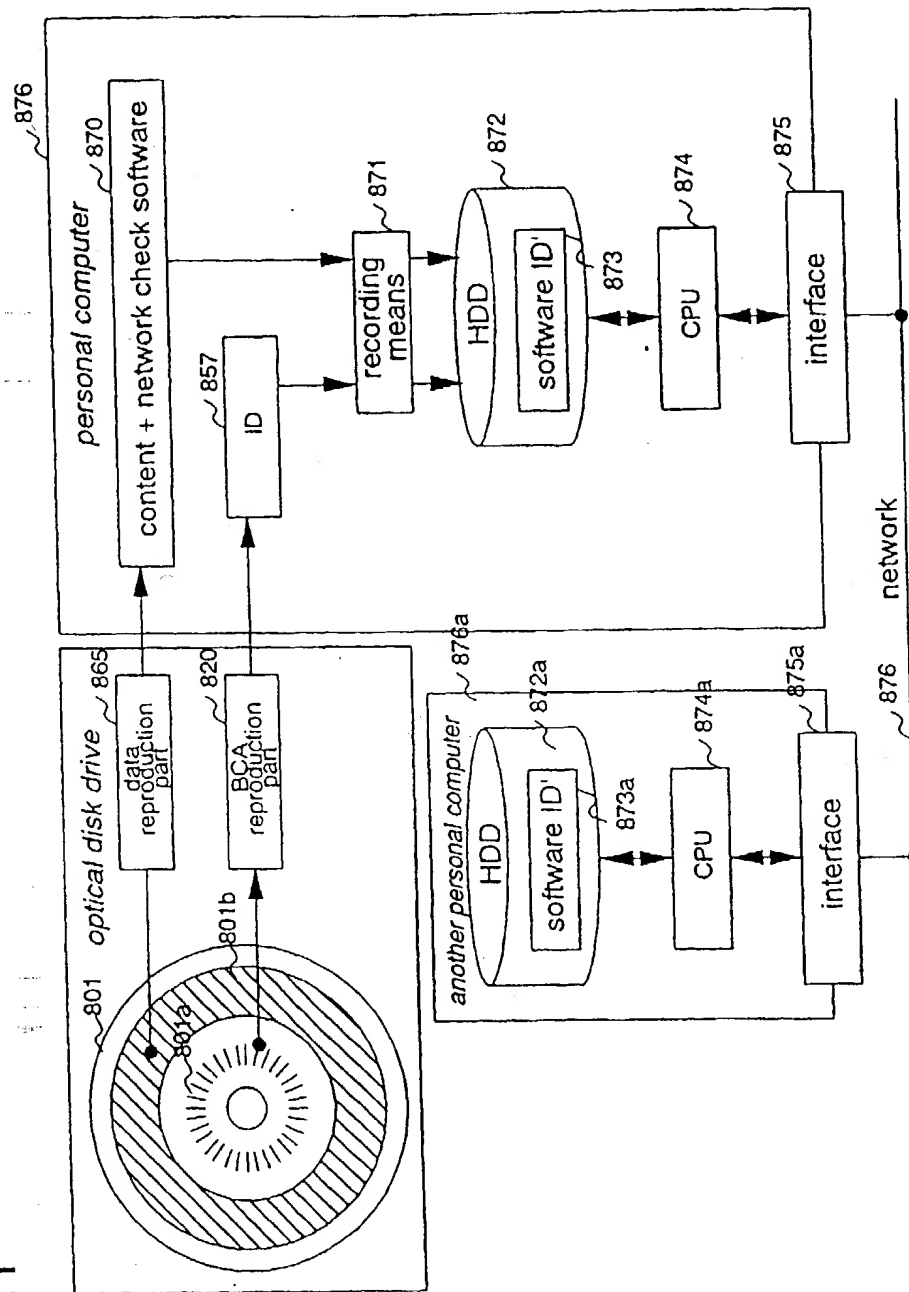 optical disk drive
801
801a
801b
data
reproduction
part
865
BCA
reproduction
part
820
personal computer
876
content + network check software
870
ID
857
recording
means
871
HDD
872
software ID'
873
CPU
874
interface
875
another personal computer
876a
HDD
872a
software ID'
873a
CPU
874a
interface
875a
876
network